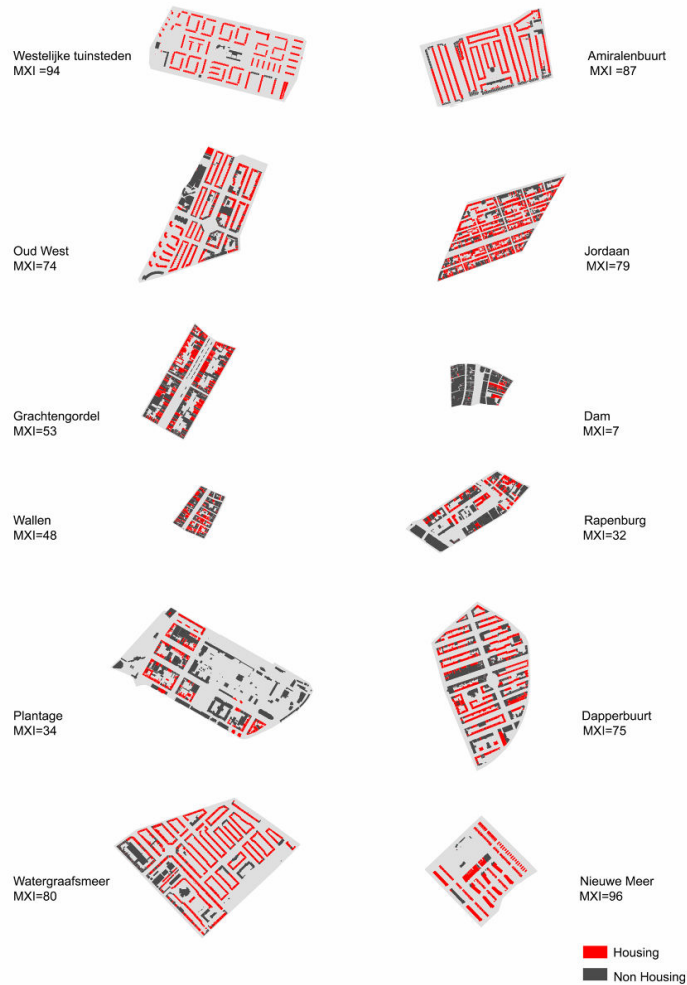 Westelijke tuinsteden
MXI =94
Amiralenbuurt
MXI =87
Oud West
MXI=74
Jordaan
MXI=79
Grachtengordel
MXI=53
Dam
MXI=7
Wallen
MXI=48
Rapenburg
MXI=32
Plantage
MXI=34
Dapperbuurt
MXI=75
Watergraafsmeer
MXI=80
Nieuwe Meer
MXI=96
Housing
Non Housing